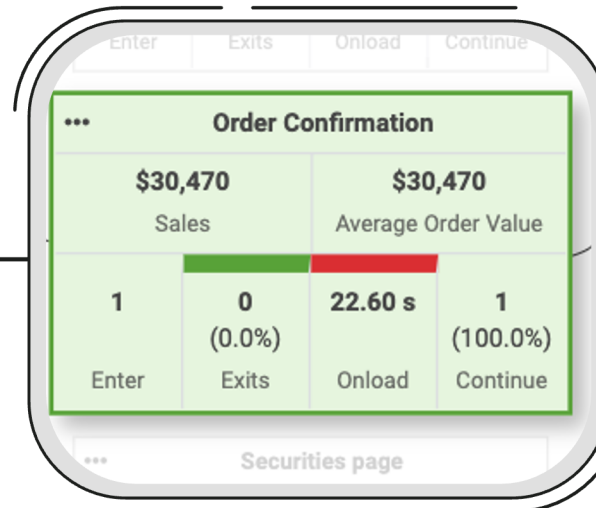 Enter Exits Onload Continue
••• Order Confirmation
$30,470 $30,470
Sales Average Order Value
1 0 22.60 s 1
(0.0%) (100.0%)
Enter Exits Onload Continue
••• Securities page